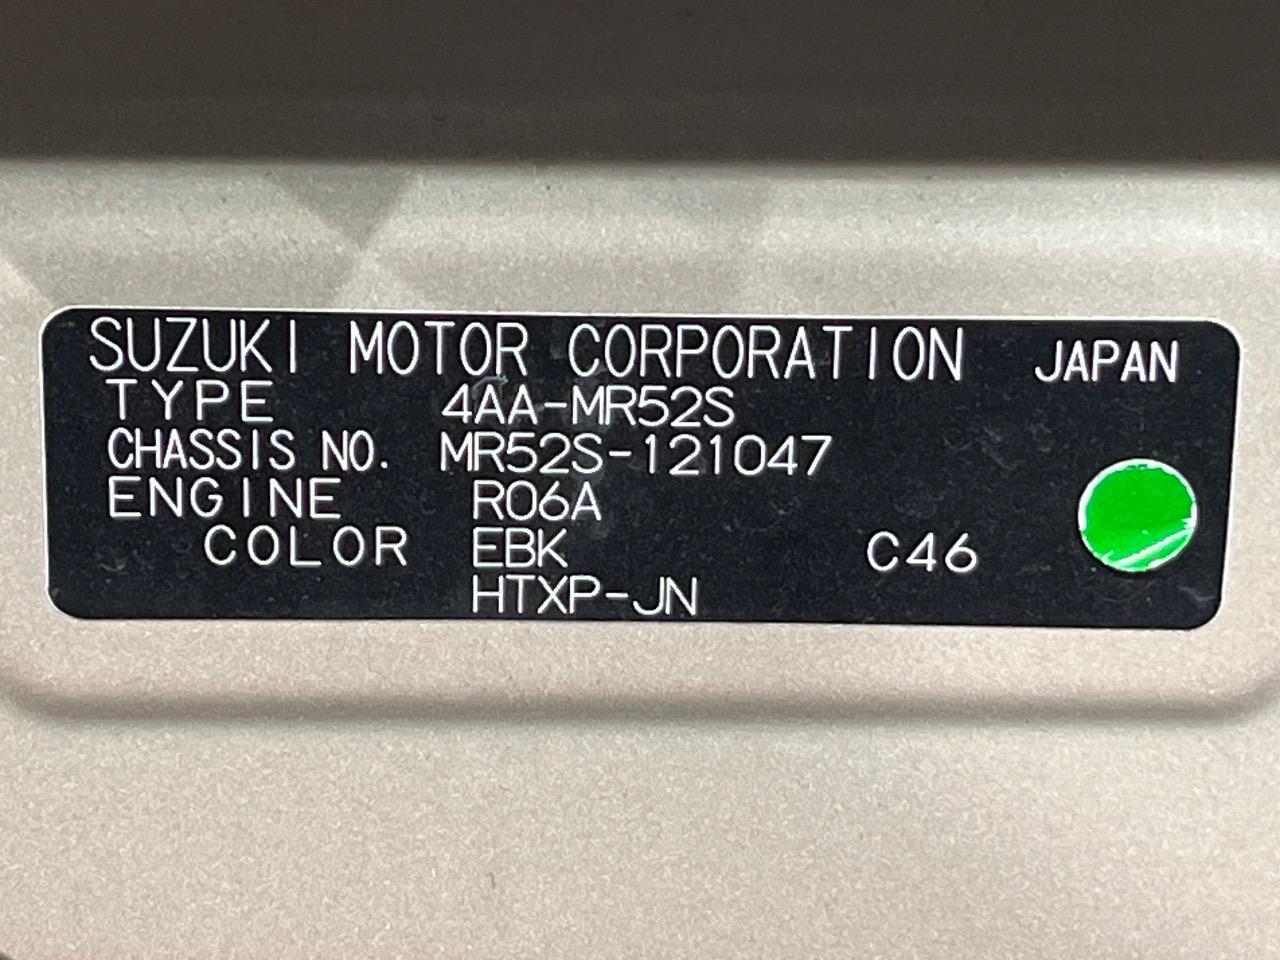 SUZUKI MOTOR CORPORATION JAPAN
TYPE 4AA-MR52S
CHASSIS NO. MR52S-121047
ENGINE R06A
COLOR EBK C46
HTXP-JN